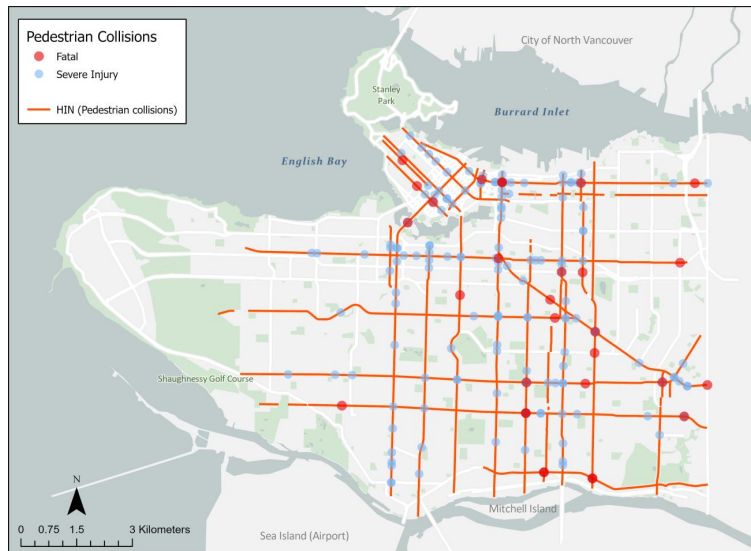 Pedestrian Collisions
Fatal
Severe Injury
HIN (Pedestrian collisions)
City of North Vancouver
Stanley
Park
Burrard Inlet
English Bay
Shaughnessy Golf Course
N
0 0.75 1.5 3 Kilometers
Mitchell Island
Sea Island (Airport)